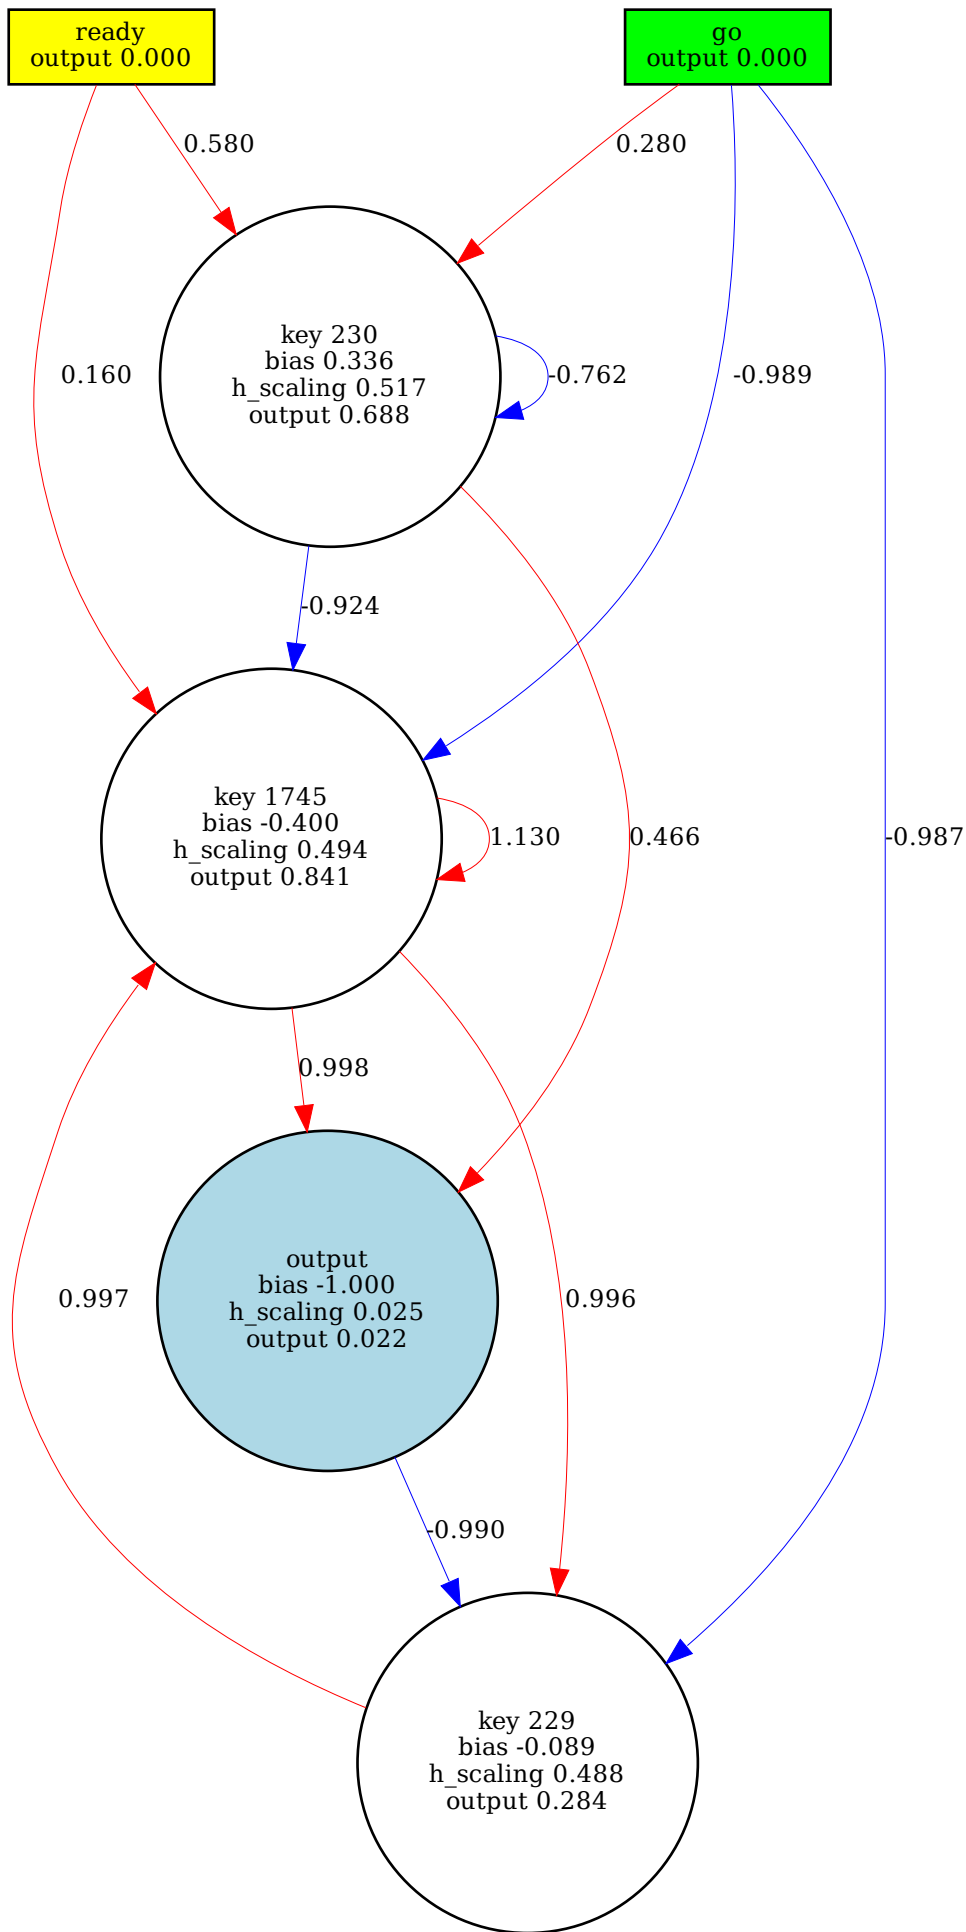 ready
output 0.000
go
output 0.000
0.580
0.280
key 230
bias 0.336
h_scaling 0.517
output 0.688
0.160
-0.762
-0.989
-0.924
key 1745
bias -0.400
h_scaling 0.494
output 0.841
1.130
0.466
-0.987
0.998
output
bias -1.000
h_scaling 0.025
output 0.022
0.997
0.996
-0.990
key 229
bias -0.089
h_scaling 0.488
output 0.284